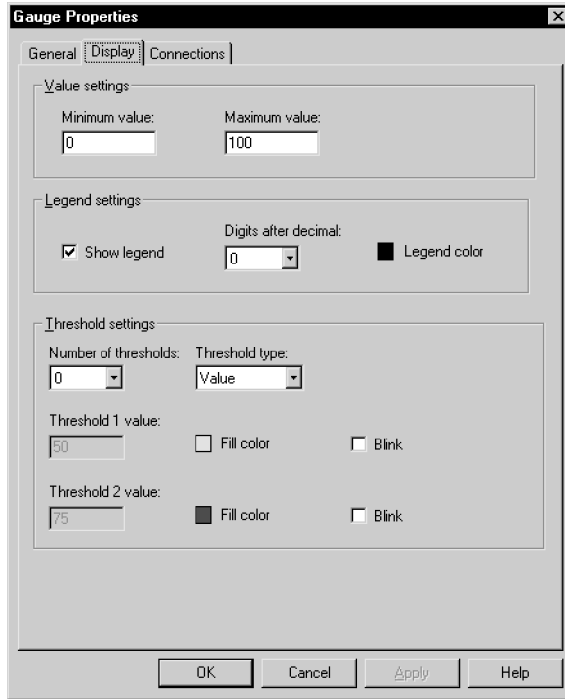 Gauge Properties
General Display Connections
Value settings
Minimum value: Maximum value:
0 100
Legend settings
Digits after decimal:
Show legend 0 Legend color
Threshold settings
Number of thresholds: Threshold type:
0 Value
Threshold 1 value:
50 Fill color Blink
Threshold 2 value:
75 Fill color Blink
OK Cancel Apply Help